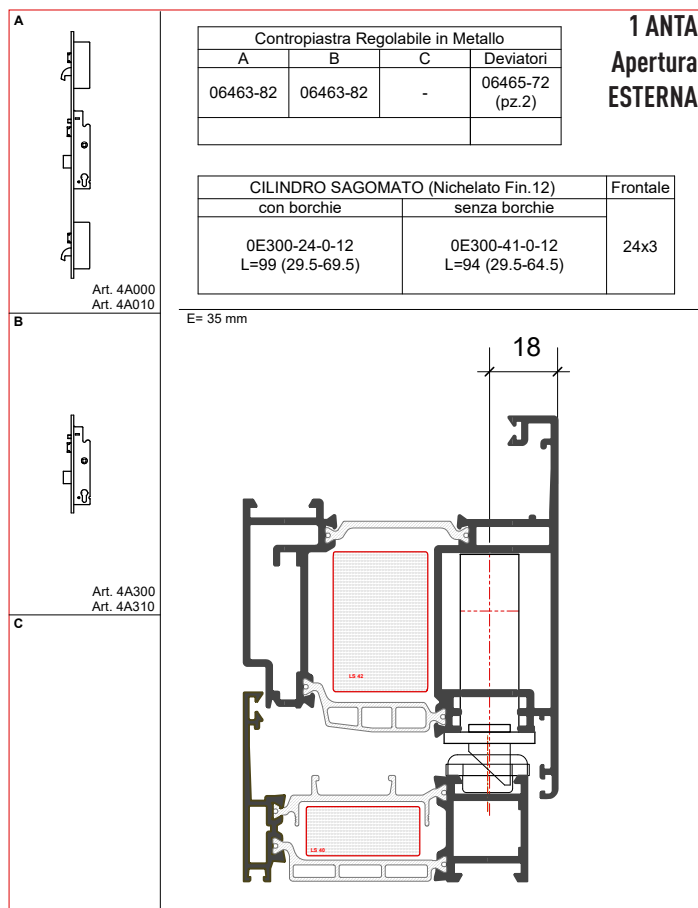 A
Art. 4A000
Art. 4A010
B
Art. 4A300
Art. 4A310
C
Contropiastra Regolabile in Metallo
A B C Deviatori
06463-82 06463-82 - 06465-72
(pz.2)
1 ANTA
Apertura
ESTERNA
CILINDRO SAGOMATO (Nichelato Fin.12) Frontale
con borchie senza borchie
0E300-24-0-12 0E300-41-0-12 24x3
L=99 (29.5-69.5) L=94 (29.5-64.5)
E= 35 mm
18
LS 42
LS 40